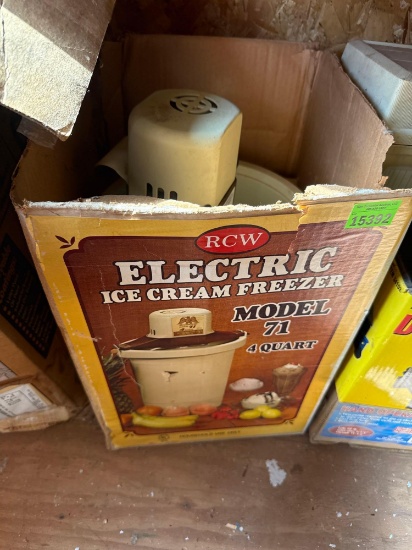 15392
RCW
ELECTRIC
ICE CREAM FREEZER
MODEL
71
4 QUART